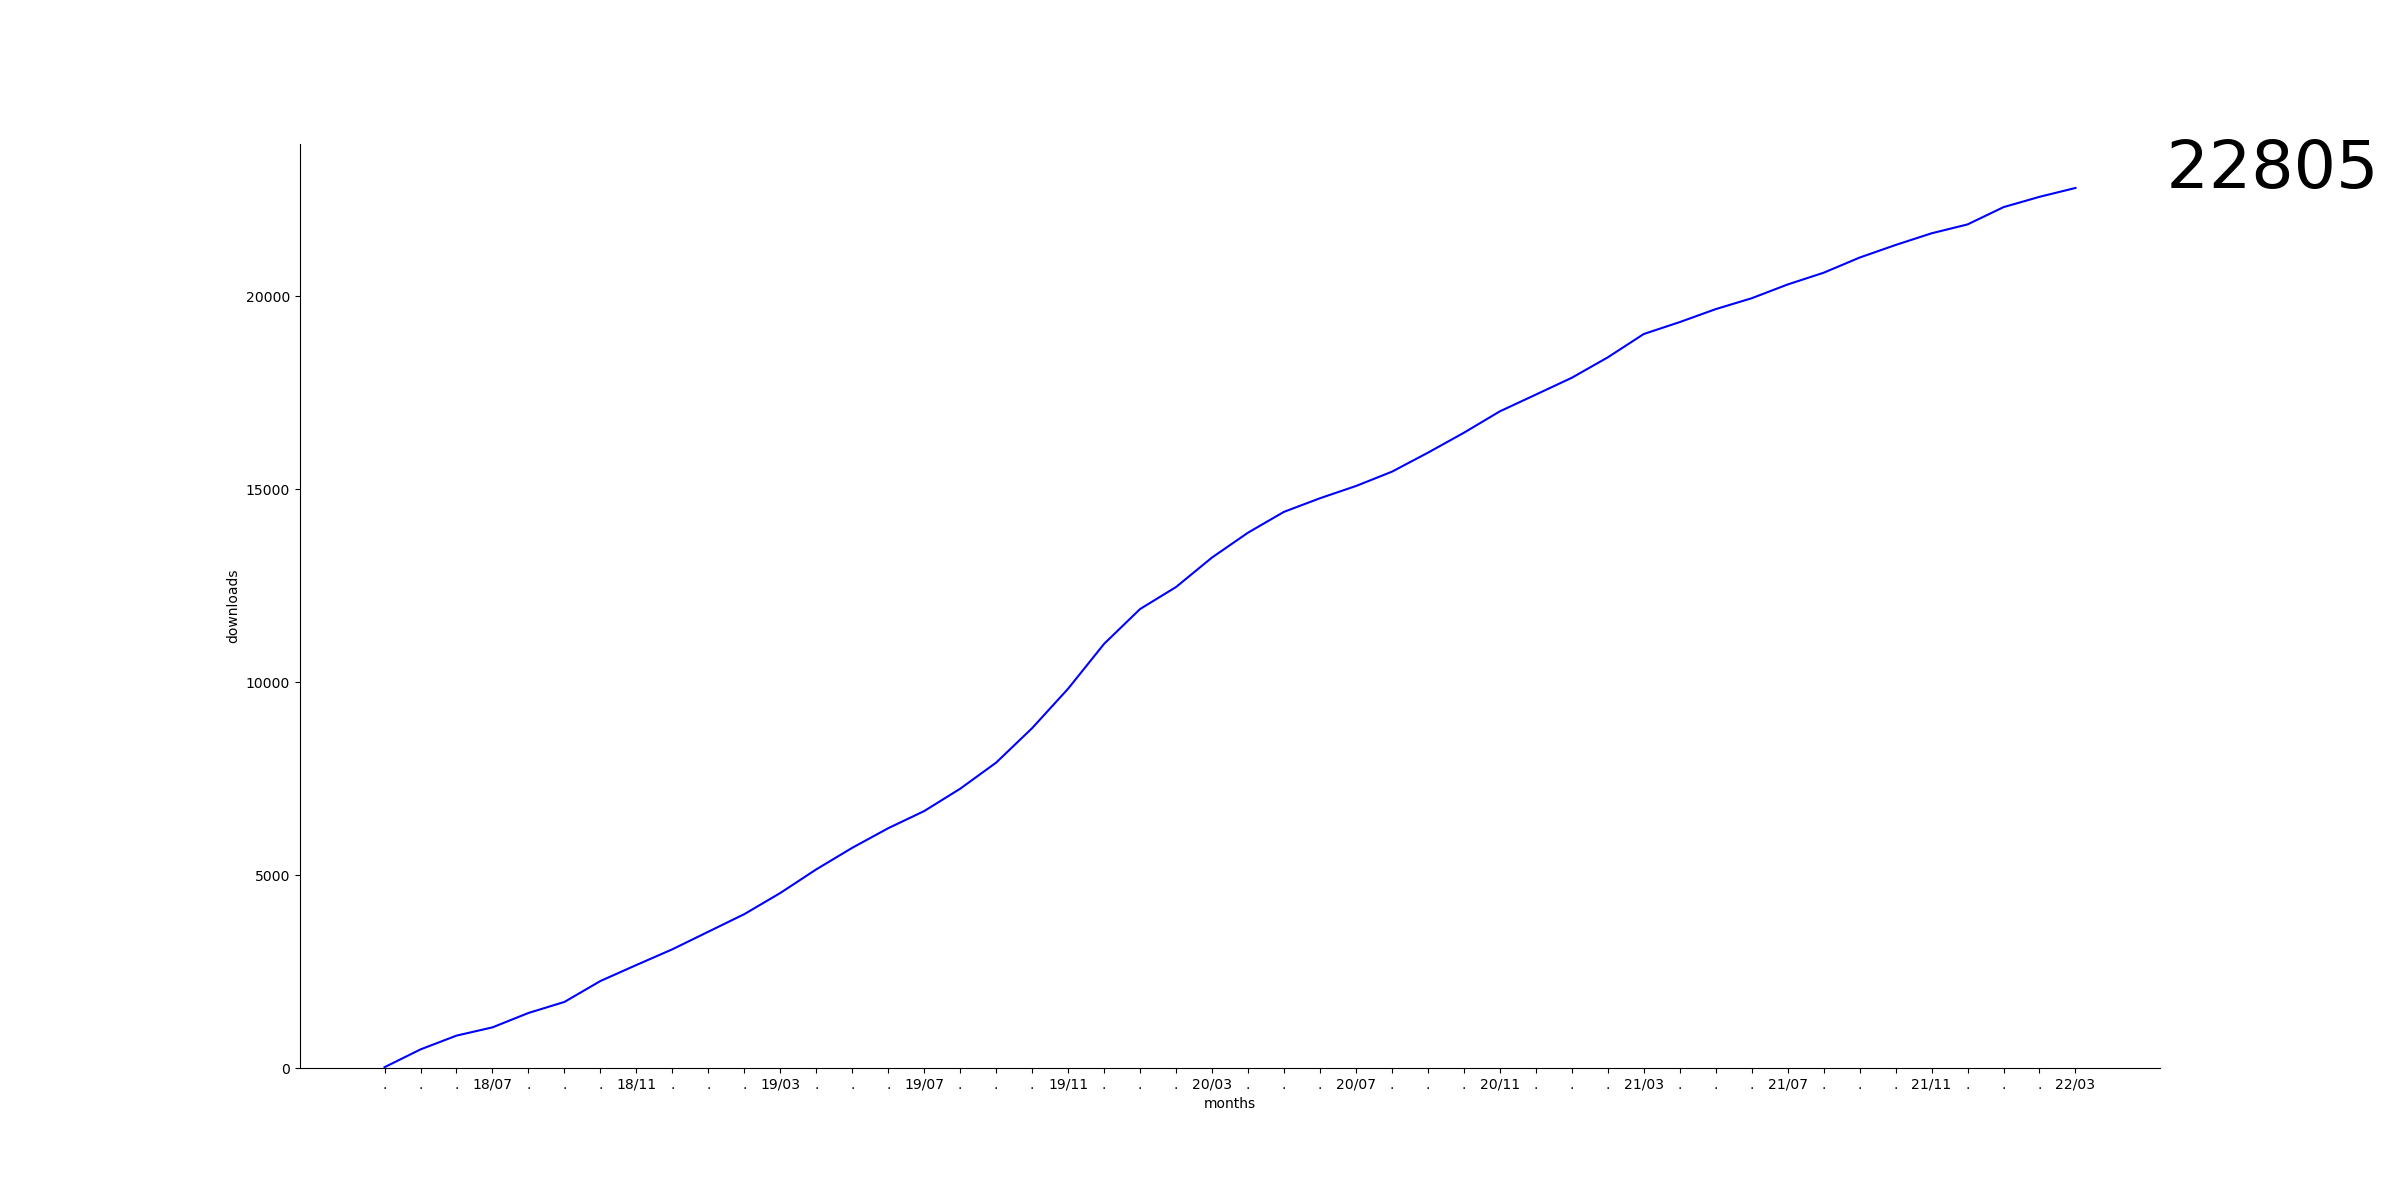 22805
20000
15000
10000
5000
0
downloads
. . . 18/07 . . . 18/11 . . . 19/03 . . . 19/07 . . . 19/11 . . . 20/03 . . . 20/07 . . . 20/11 . . . 21/03 . . . 21/07 . . . 21/11 . . . 22/03
months